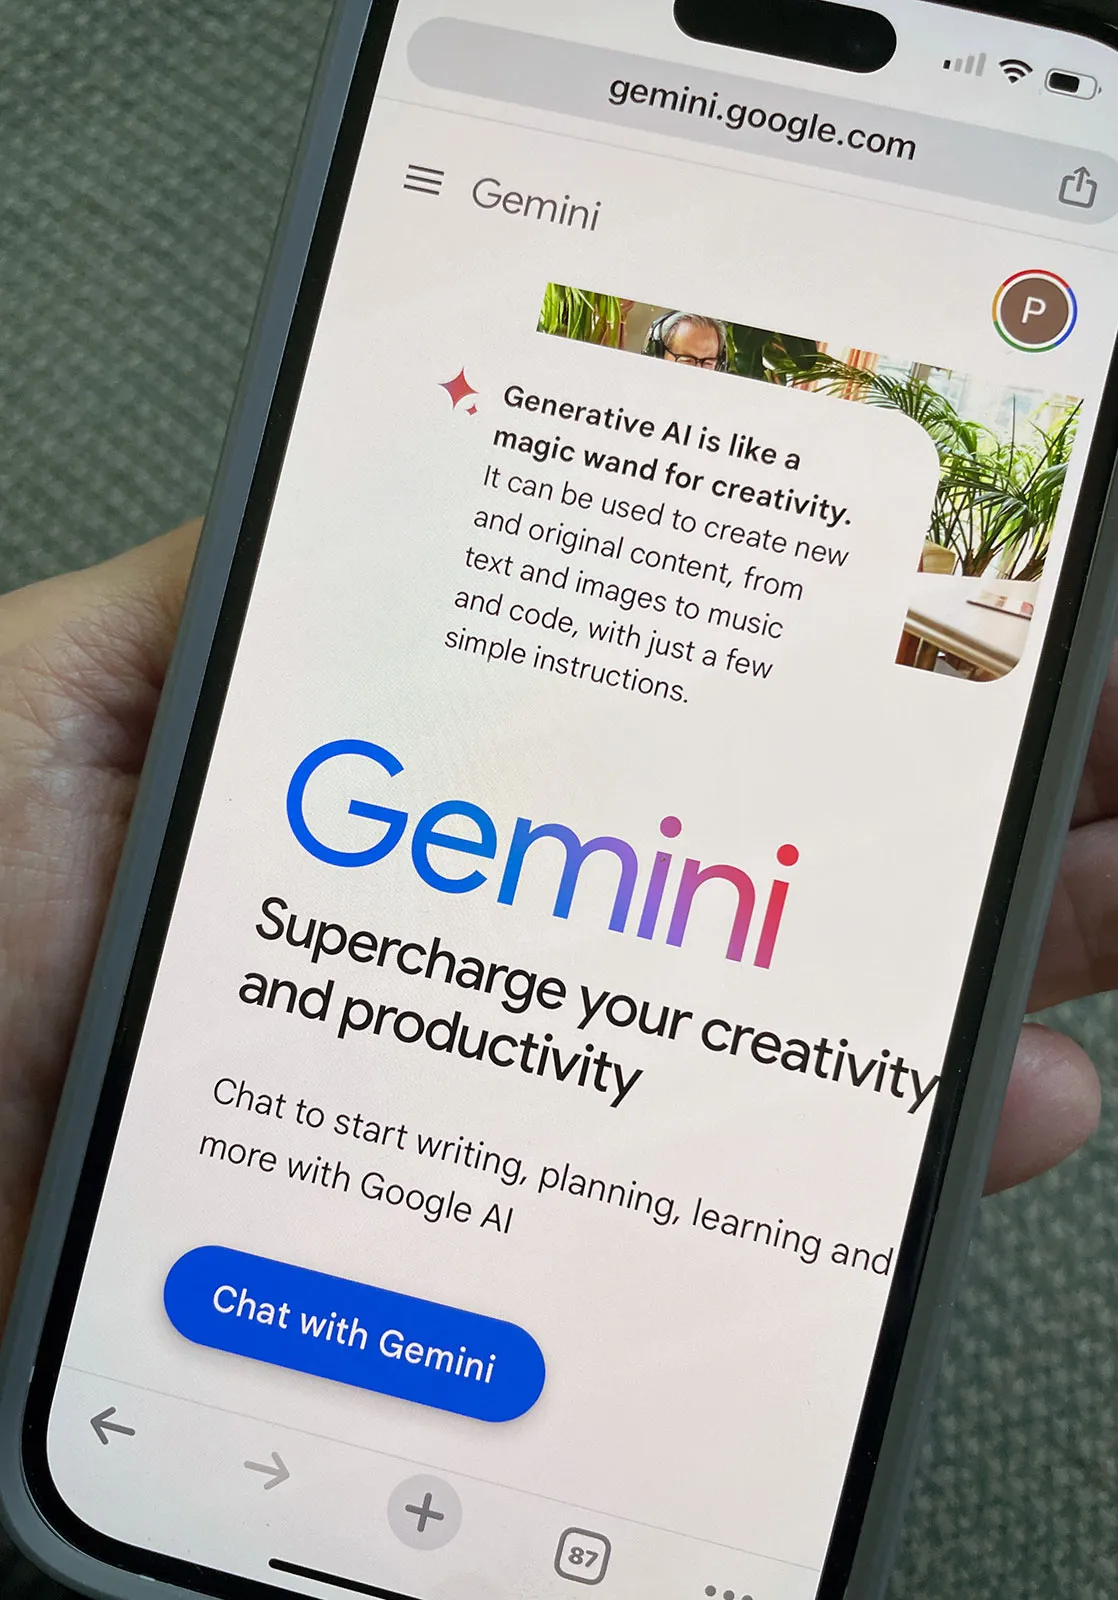 gemini.google.com
Gemini
P
Generative AI is like a
magic wand for creativity.
It can be used to create new
and original content, from
text and images to music
and code, with just a few
simple instructions.
Gemini
Supercharge your creativity
and productivity
Chat to start writing, planning, learning and
more with Google AI
Chat with Gemini
87